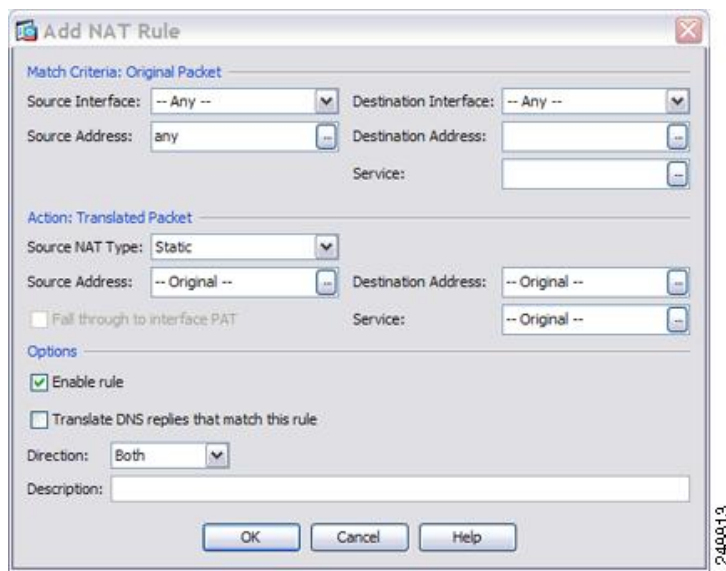 Add NAT Rule
Match Criteria: Original Packet
Source Interface: -- Any -- Destination Interface: -- Any --
Source Address: any ... Destination Address: ...
Service: ...
Action: Translated Packet
Source NAT Type: Static
Source Address: -- Original -- ... Destination Address: -- Original -- ...
Fall through to interface PAT Service: -- Original -- ...
Options
Enable rule
Translate DNS replies that match this rule
Direction: Both
Description:
OK Cancel Help
248813